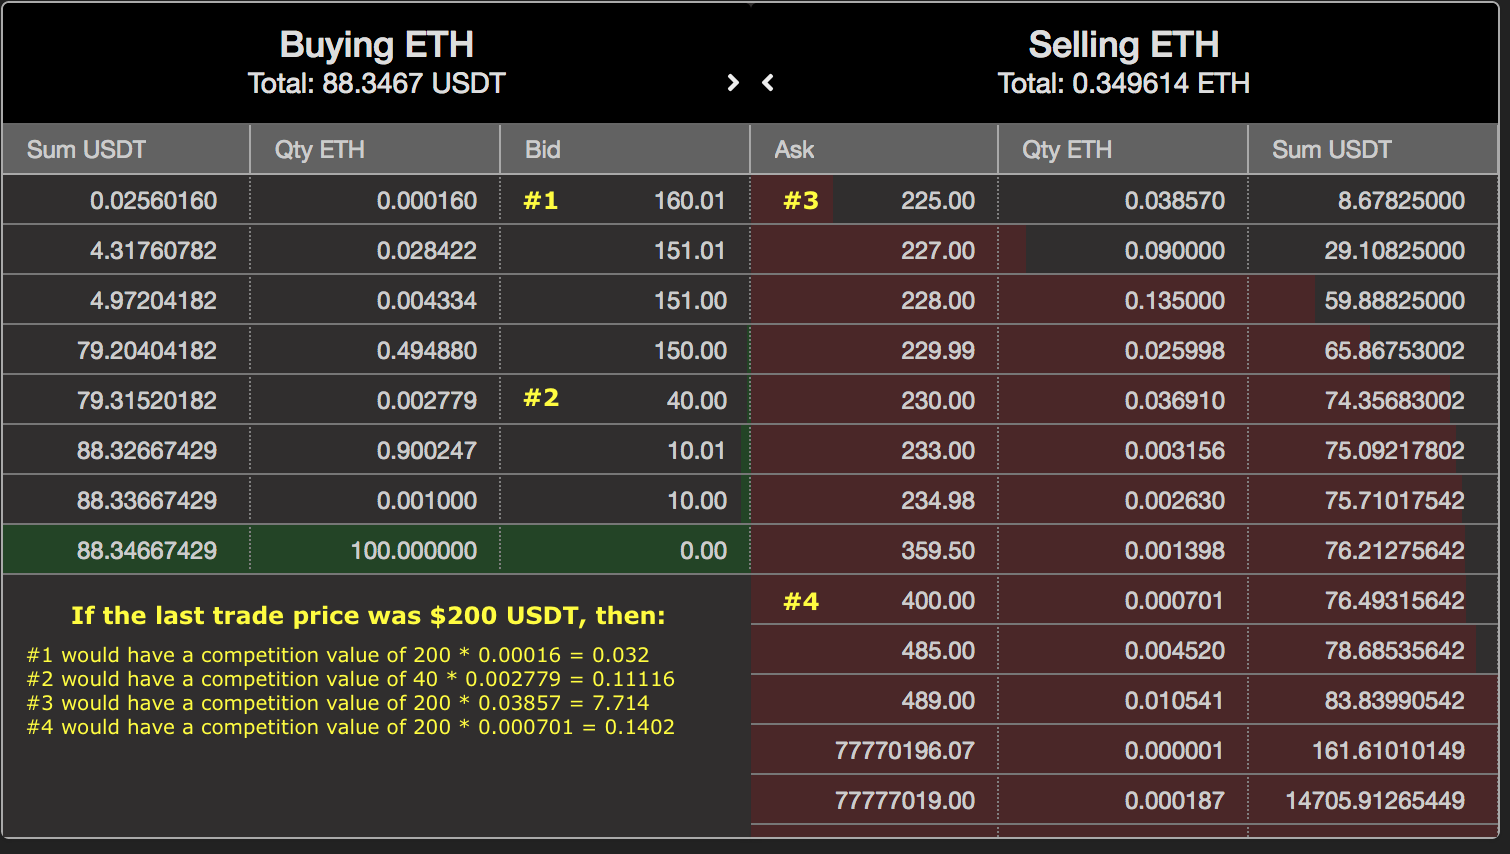 Buying ETH
Total: 88.3467 USDT
Selling ETH
Total: 0.349614 ETH
Sum USDT Qty ETH Bid Ask Qty ETH Sum USDT
0.02560160 0.000160 #1 160.01 #3 225.00 0.038570 8.67825000
4.31760782 0.028422 151.01 227.00 0.090000 29.10825000
4.97204182 0.004334 151.00 228.00 0.135000 59.88825000
79.20404182 0.494880 150.00 229.99 0.025998 65.86753002
79.31520182 0.002779 #2 40.00 230.00 0.036910 74.35683002
88.32667429 0.900247 10.01 233.00 0.003156 75.09217802
88.33667429 0.001000 10.00 234.98 0.002630 75.71017542
88.34667429 100.000000 0.00 359.50 0.001398 76.21275642
#4 400.00 0.000701 76.49315642
485.00 0.004520 78.68535642
489.00 0.010541 83.83990542
77770196.07 0.000001 161.61010149
77777019.00 0.000187 14705.91265449
If the last trade price was $200 USDT, then:
#1 would have a competition value of 200 * 0.00016 = 0.032
#2 would have a competition value of 40 * 0.002779 = 0.11116
#3 would have a competition value of 200 * 0.03857 = 7.714
#4 would have a competition value of 200 * 0.000701 = 0.1402